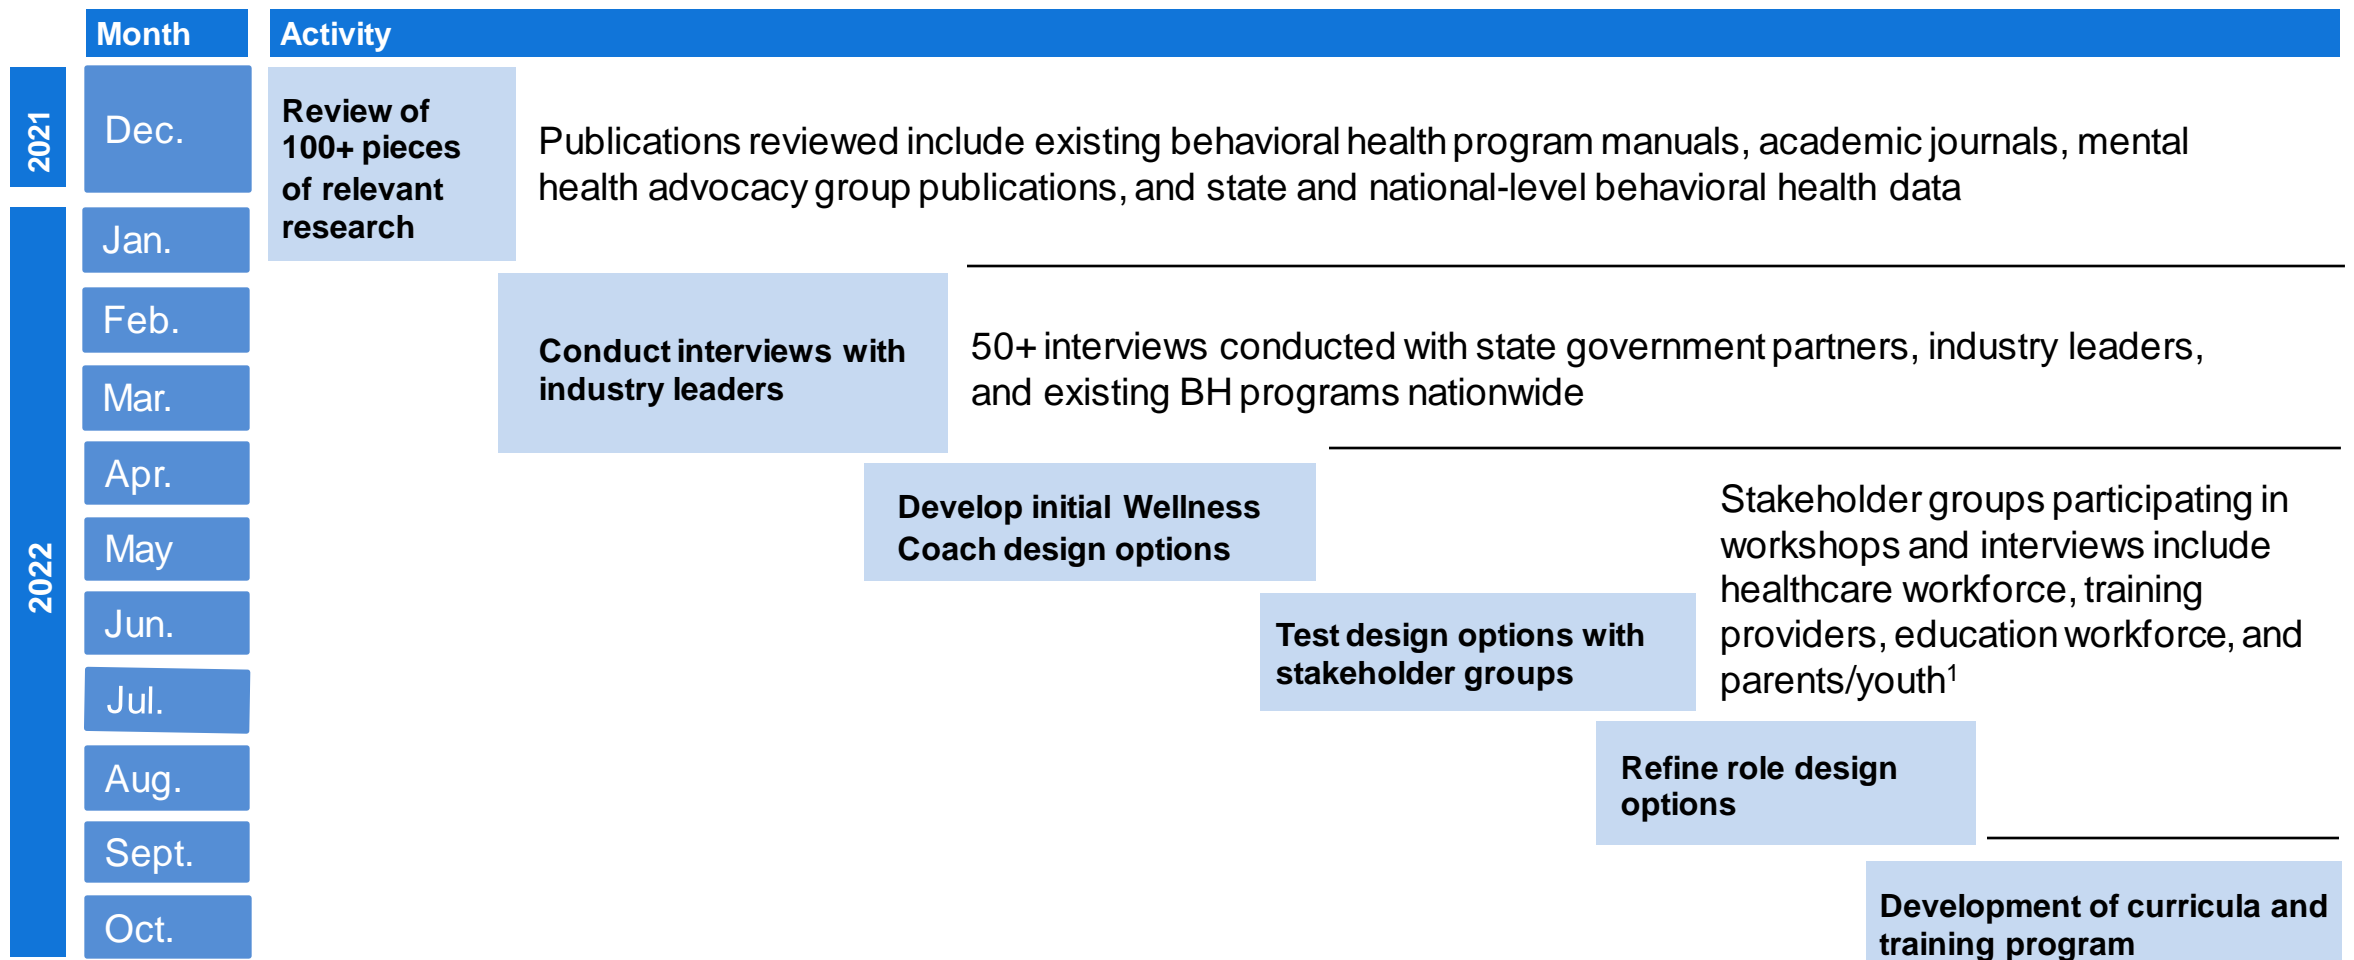 Month
Activity
2021
Dec.
Review of
100+ pieces
of relevant
research
Publications reviewed include existing behavioral health program manuals, academic journals, mental
health advocacy group publications, and state and national-level behavioral health data
2022
Jan.
Feb.
Conduct interviews with
industry leaders
50+ interviews conducted with state government partners, industry leaders,
and existing BH programs nationwide
Mar.
Apr.
Develop initial Wellness
Coach design options
Stakeholder groups participating in
workshops and interviews include
healthcare workforce, training
providers, education workforce, and
parents/youth¹
May
Jun.
Test design options with
stakeholder groups
Jul.
Aug.
Refine role design
options
Sept.
Oct.
Development of curricula and
training program